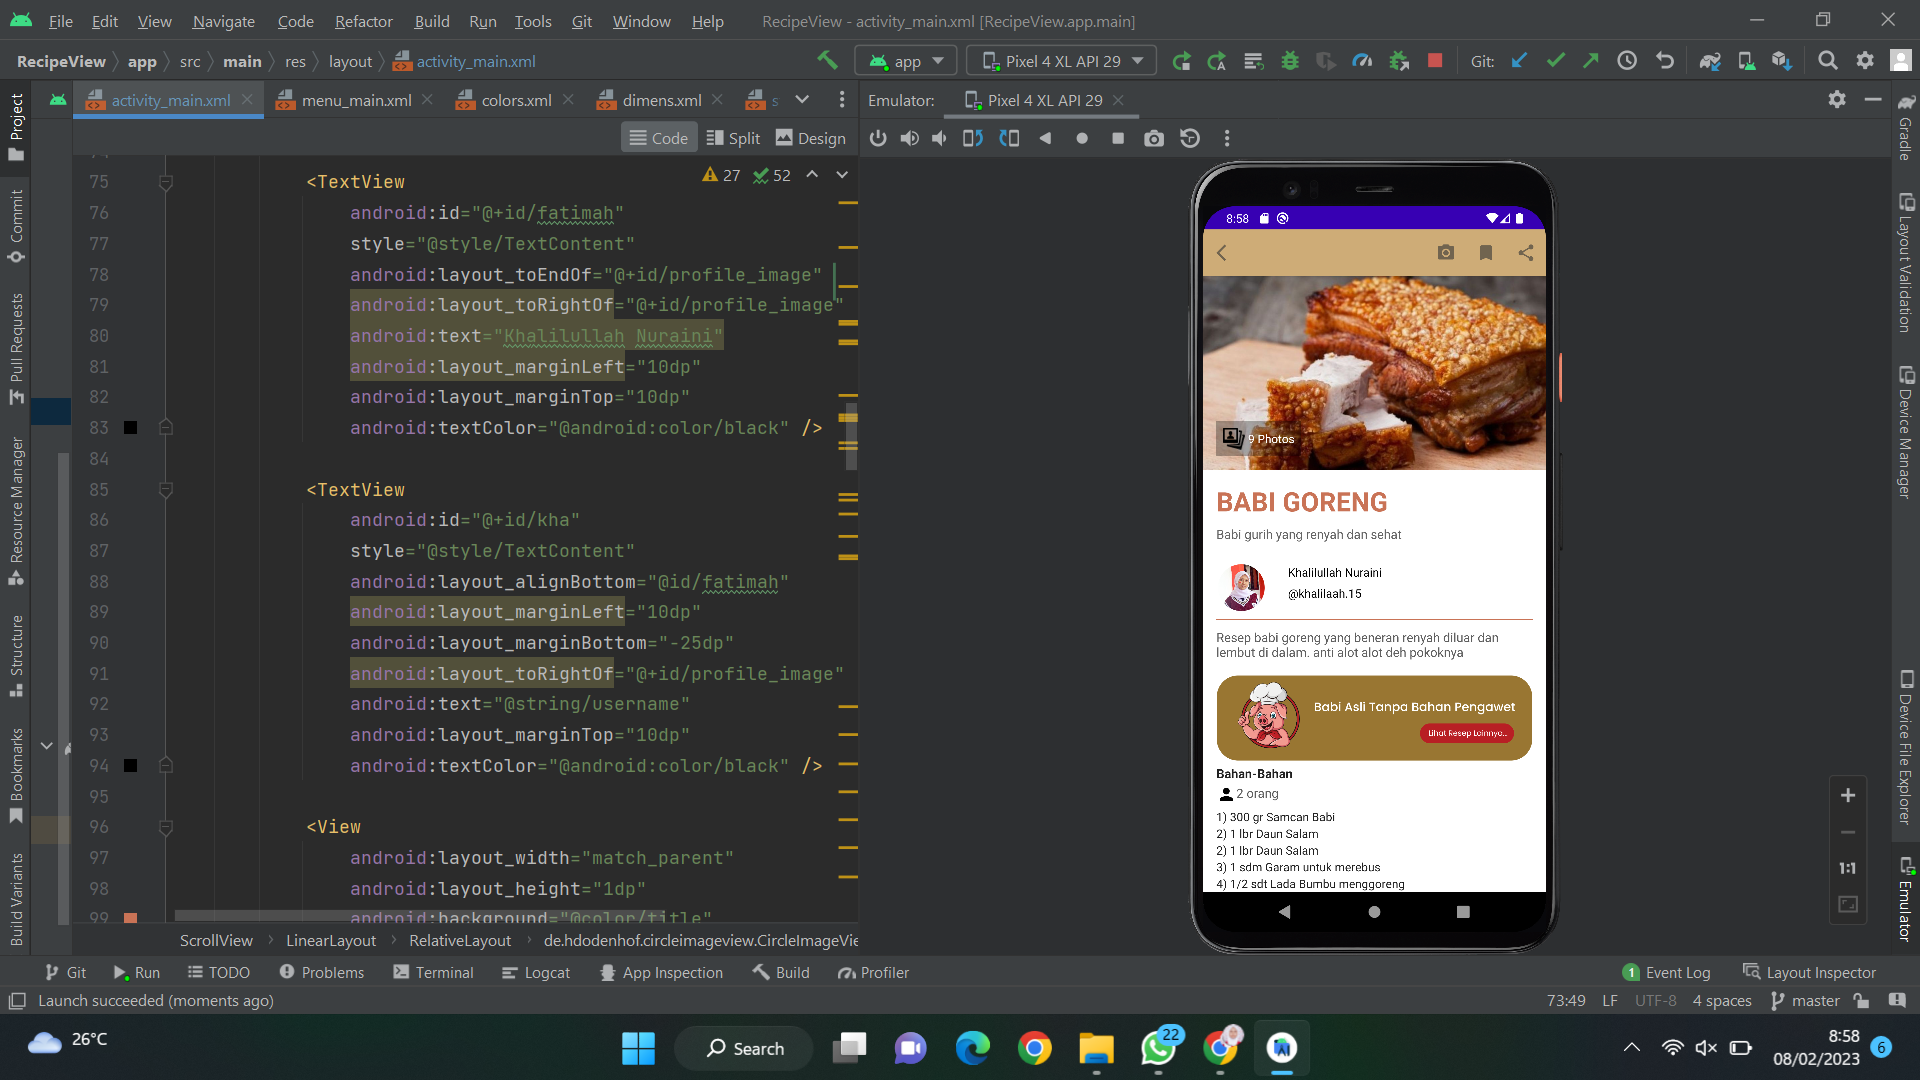 File Edit View Navigate Code Refactor Build Run Tools Git Window Help RecipeView - activity_main.xml [RecipeView.app.main]
RecipeView app src main res layout activity_main.xml app Pixel 4 XL API 29 Git:
activity_main.xml menu_main.xml colors.xml dimens.xml s Emulator: Pixel 4 XL API 29
Code Split Design
27 52
75 <TextView
76 android:id="@+id/fatimah"
77 style="@style/TextContent"
78 android:layout_toEndOf="@+id/profile_image"
79 android:layout_toRightOf="@+id/profile_image"
80 android:text="Khalilullah Nuraini"
81 android:layout_marginLeft="10dp"
82 android:layout_marginTop="10dp"
83 android:textColor="@android:color/black" />
84
85 <TextView
86 android:id="@+id/kha"
87 style="@style/TextContent"
88 android:layout_alignBottom="@id/fatimah"
89 android:layout_marginLeft="10dp"
90 android:layout_marginBottom="-25dp"
91 android:layout_toRightOf="@+id/profile_image"
92 android:text="@string/username"
93 android:layout_marginTop="10dp"
94 android:textColor="@android:color/black" />
95
96 <View
97 android:layout_width="match_parent"
98 android:layout_height="1dp"
99 android:background="@color/title"
ScrollView LinearLayout RelativeLayout de.hdodenhof.circleimageview.CircleImageVie
Project
Commit
Pull Requests
Resource Manager
Structure
Bookmarks
Build Variants
8:58
9 Photos
BABI GORENG
Babi gurih yang renyah dan sehat
Khalilullah Nuraini
@khalilaah.15
Resep babi goreng yang beneran renyah diluar dan
lembut di dalam. anti alot alot deh pokoknya
Babi Asli Tanpa Bahan Pengawet
Lihat Resep Lainnya...
Bahan-Bahan
2 orang
1) 300 gr Samcan Babi
2) 1 lbr Daun Salam
2) 1 lbr Daun Salam
3) 1 sdm Garam untuk merebus
4) 1/2 sdt Lada Bumbu menggoreng
1:1
Gradle
Layout Validation
Device Manager
Device File Explorer
Emulator
Git Run TODO Problems Terminal Logcat App Inspection Build Profiler 1 Event Log Layout Inspector
Launch succeeded (moments ago) 73:49 LF UTF-8 4 spaces master
26°C Search 22 8:58
08/02/2023 6